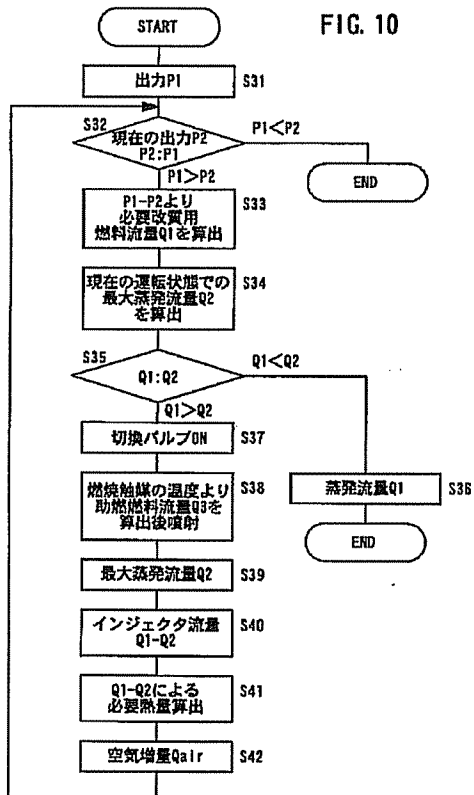 FIG. 10
START
出力P1
S31
S32
現在の出力P2
P2:P1
P1<P2
END
P1>P2
P1-P2より
必要改質用
燃料流量Q1を算出
S33
現在の運転状態での
最大蒸発流量Q2
を算出
S34
S35
Q1:Q2
Q1<Q2
Q1>Q2
切換バルブON
S37
蒸発流量Q1
S36
END
燃焼触媒の温度より
助燃燃料流量Q3を
算出後噴射
S38
最大蒸発流量Q2
S39
インジェクタ流量
Q1-Q2
S40
Q1-Q2による
必要熱量算出
S41
空気増量Qair
S42